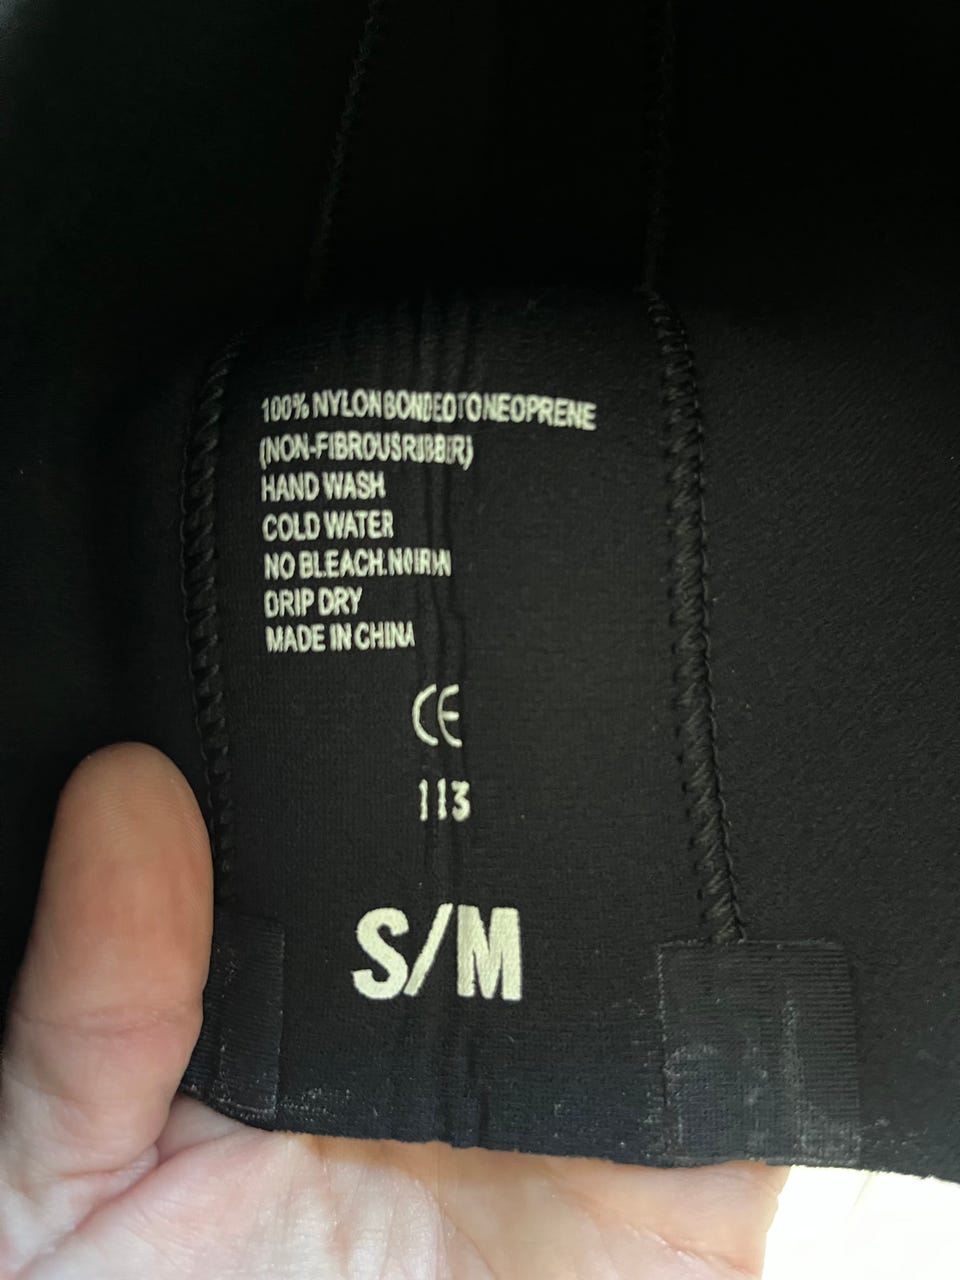 100% NYLON BONDED TO NEOPRENE
(NON-FIBROUS RUBBER)
HAND WASH
COLD WATER
NO BLEACH.NO IRON
DRIP DRY
MADE IN CHINA
CE
113
S/M